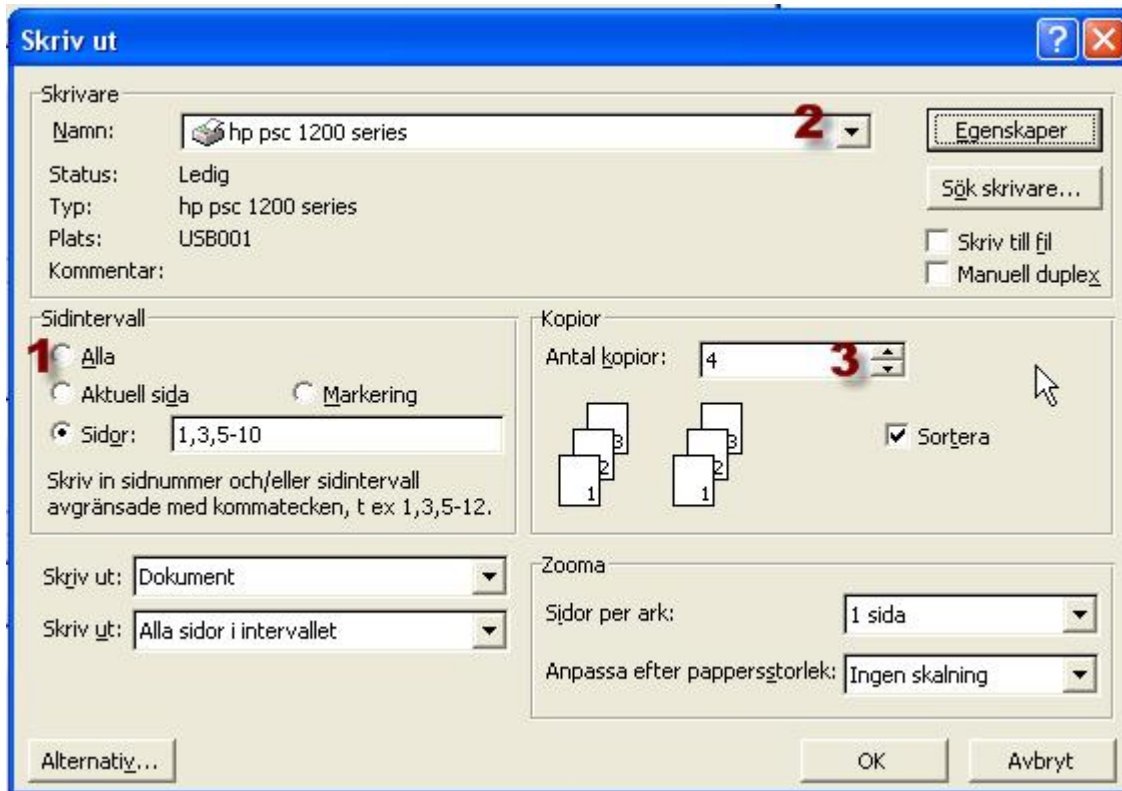 Skriv ut
Skrivare
Namn: hp psc 1200 series 2 Egenskaper
Status: Ledig
Sök skrivare...
Typ: hp psc 1200 series
Plats: USB001
Skriv till fil
Kommentar:
Manuell duplex
Sidintervall
1 Alla
Aktuell sida Markering
Sidor: 1,3,5-10
Skriv in sidnummer och/eller sidintervall
avgränsade med kommatecken, t ex 1,3,5-12.
Kopior
Antal kopior: 4 3
3 3
2 2
1 1
Sortera
Skriv ut: Dokument
Skriv ut: Alla sidor i intervallet
Zooma
Sidor per ark: 1 sida
Anpassa efter pappersstorlek: Ingen skalning
Alternativ... OK Avbryt